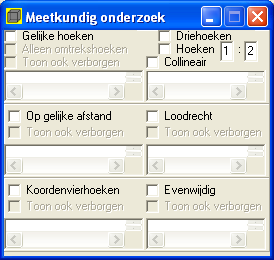 Meetkundig onderzoek
Gelijke hoeken
Driehoeken
Alleen omtrekshoeken
Hoeken 1 : 2
Toon ook verborgen
Collineair
Op gelijke afstand
Loodrecht
Toon ook verborgen
Toon ook verborgen
Koordenvierhoeken
Evenwijdig
Toon ook verborgen
Toon ook verborgen